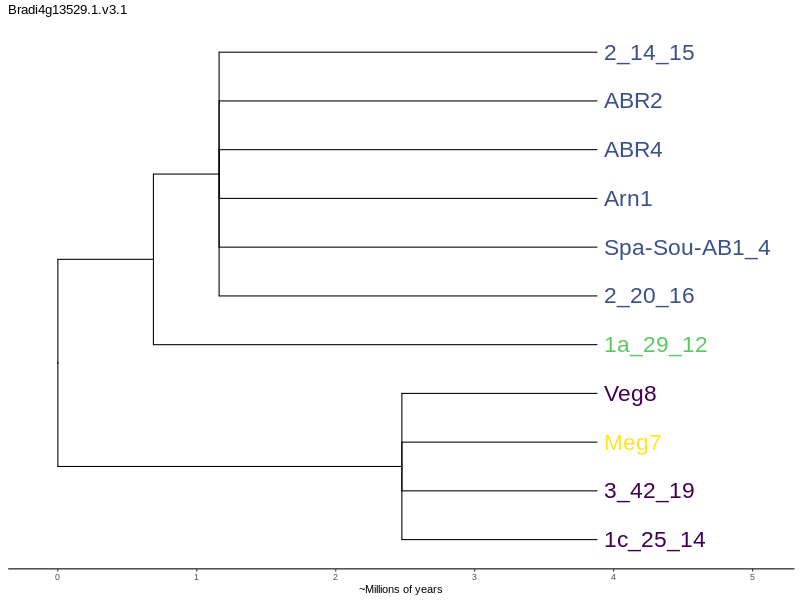 Bradi4g13529.1.v3.1
2_14_15
ABR2
ABR4
Arn1
Spa-Sou-AB1_4
2_20_16
1a_29_12
Veg8
Meg7
3_42_19
1c_25_14
0 1 2 3 4 5
~Millions of years